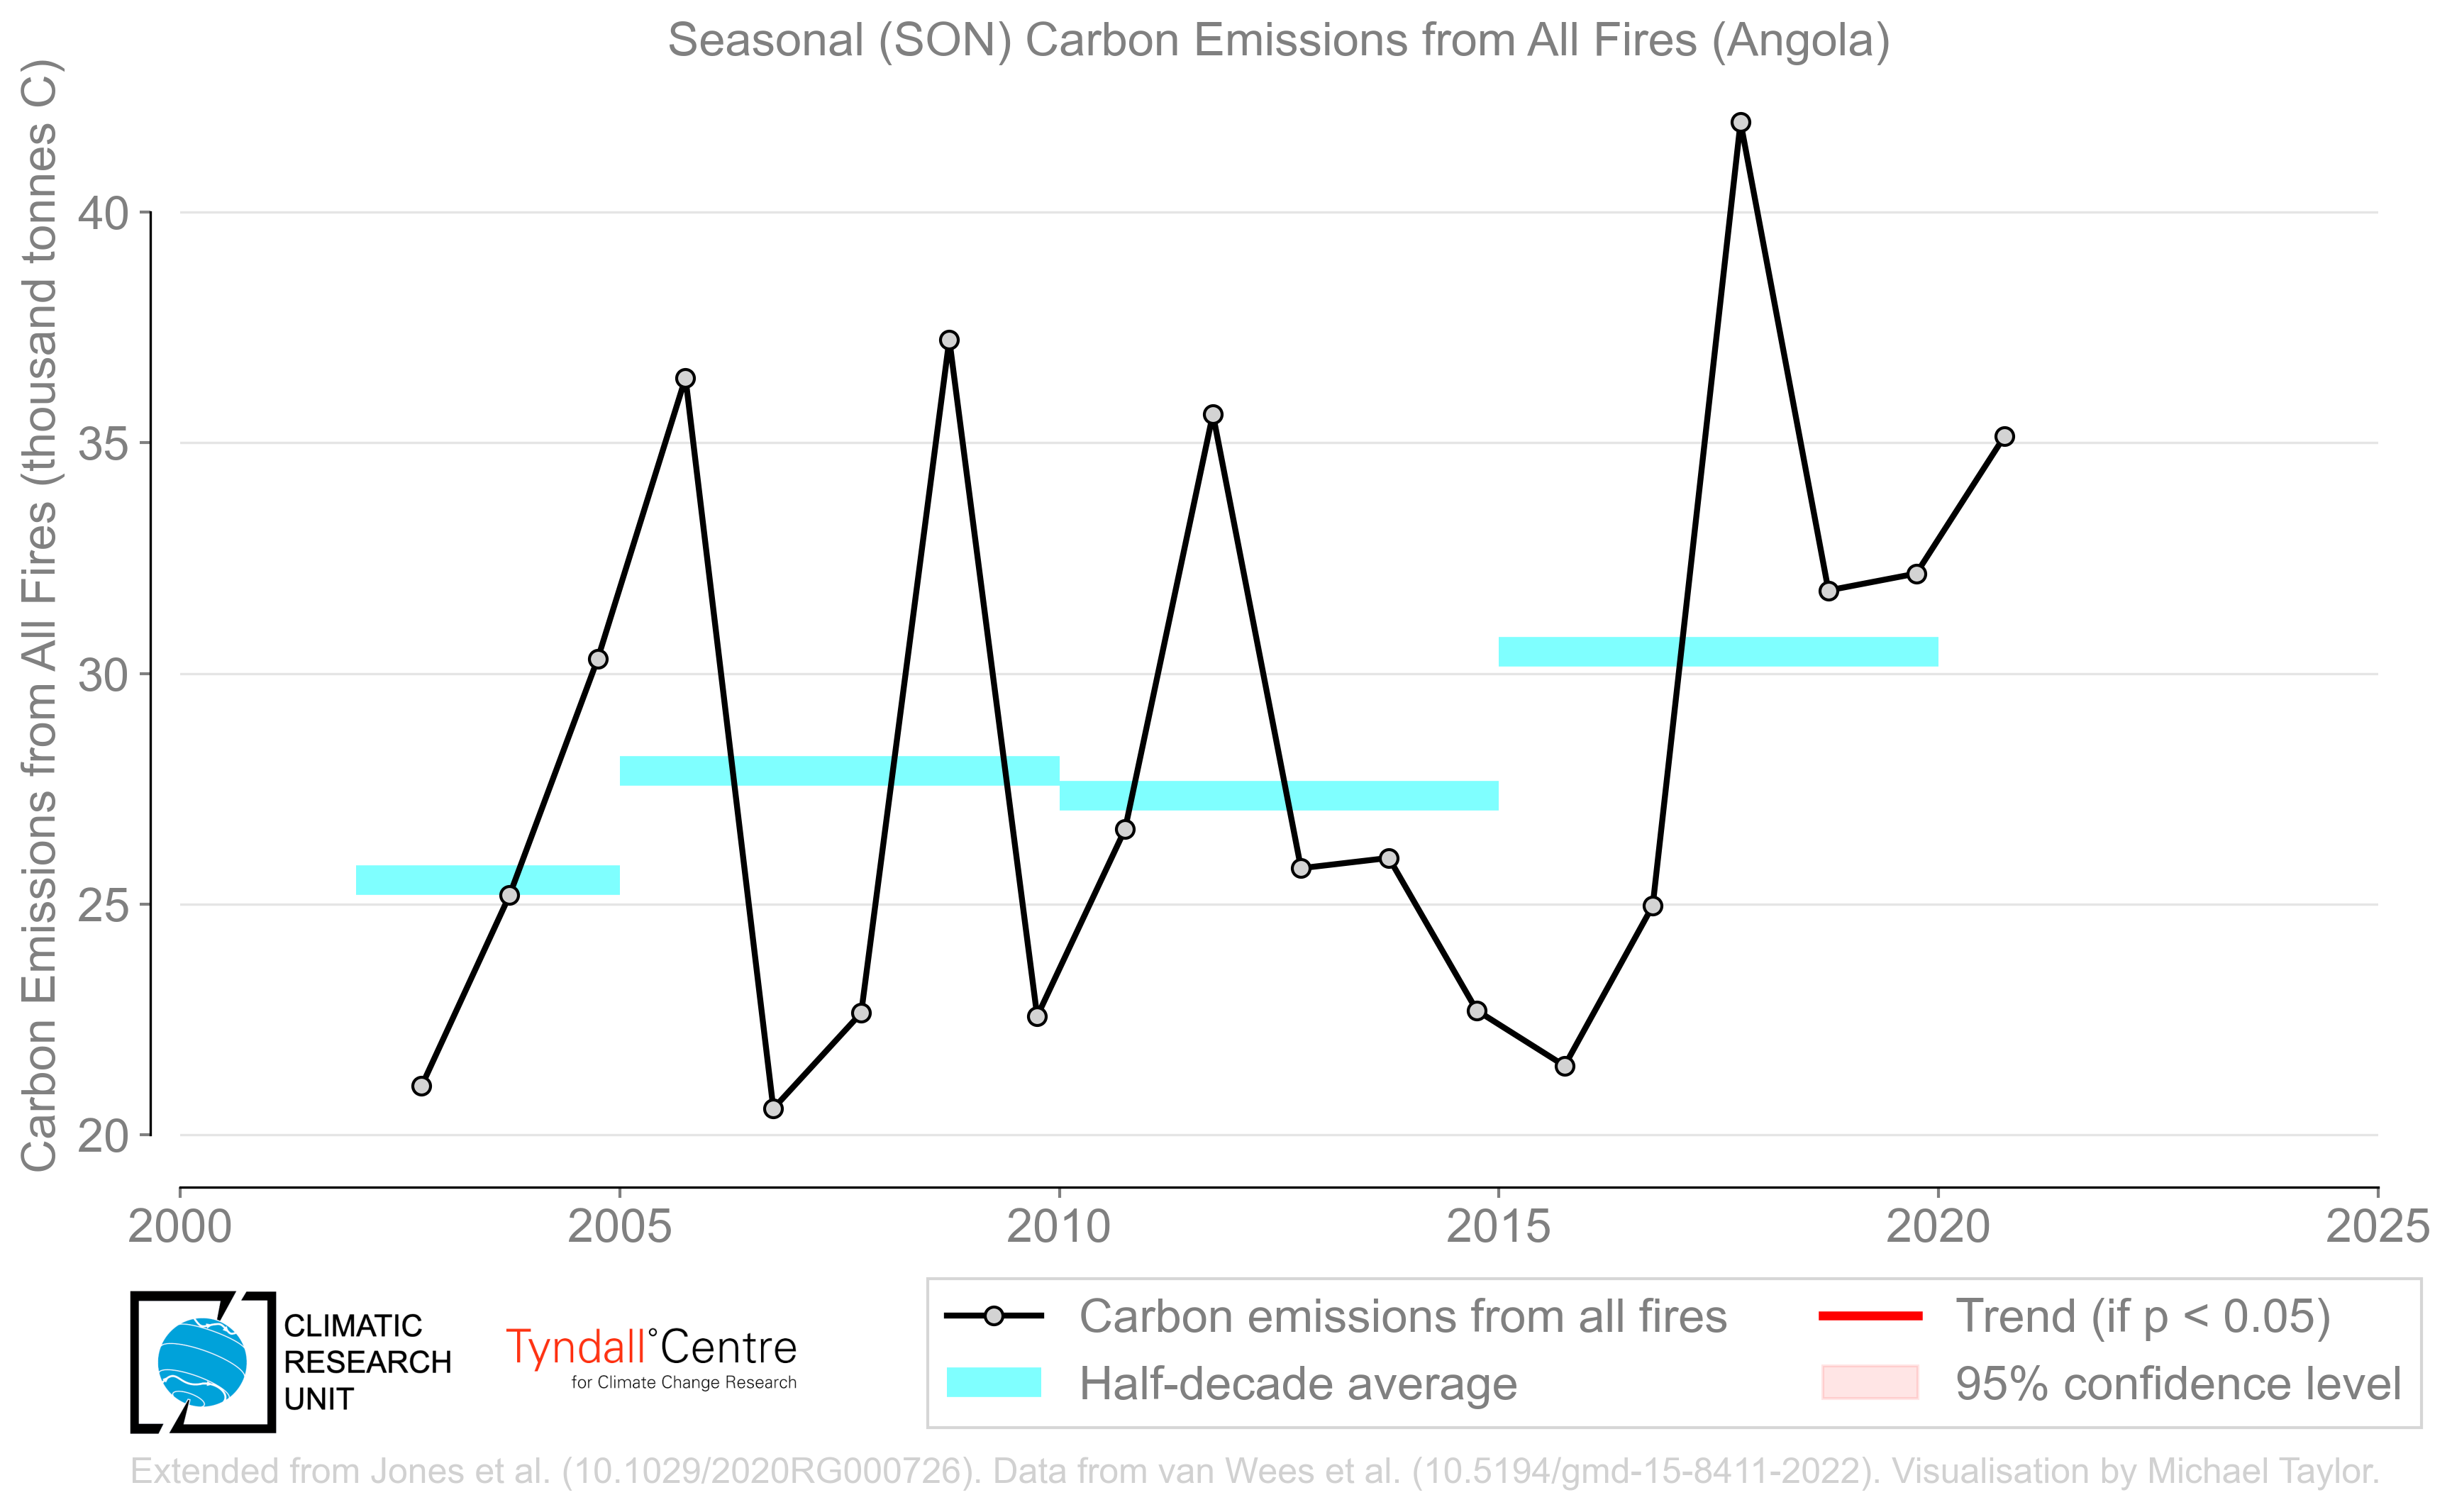 Seasonal (SON) Carbon Emissions from All Fires (Angola)
Carbon Emissions from All Fires (thousand tonnes C)
40
35
30
25
20
2000
2005
2010
2015
2020
2025
CLIMATIC
RESEARCH
UNIT
Tyndall°Centre
for Climate Change Research
Carbon emissions from all fires
Half-decade average
Trend (if p < 0.05)
95% confidence level
Extended from Jones et al. (10.1029/2020RG000726). Data from van Wees et al. (10.5194/gmd-15-8411-2022). Visualisation by Michael Taylor.